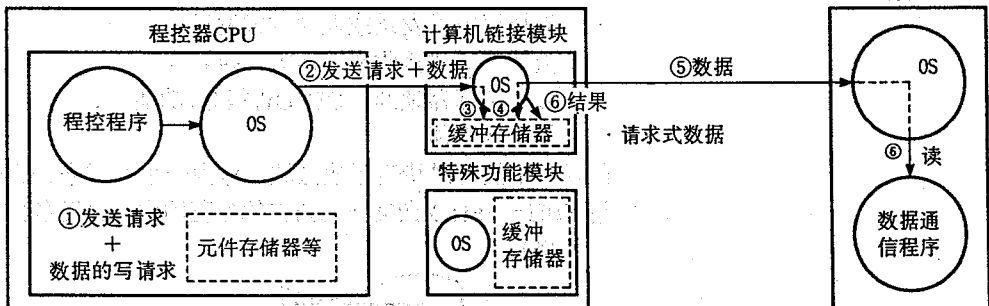 程控器CPU
计算机链接模块
②发送请求＋数据
⑤数据
OS
OS
③
④
⑥结果
程控程序
OS
缓冲存储器
·请求式数据
⑥
读
特殊功能模块
①发送请求
＋
数据的写请求
元件存储器等
OS
缓冲
存储器
数据通
信程序